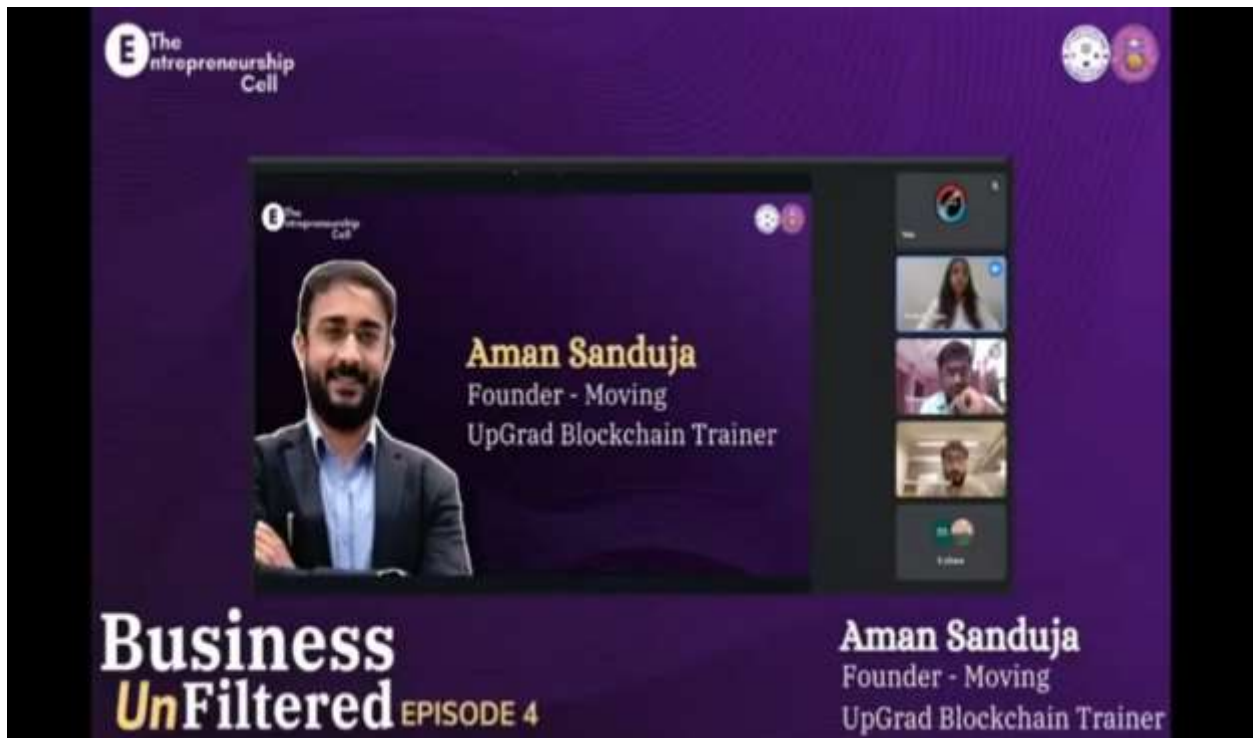 The
Entrepreneurship
Cell
The
Entrepreneurship
Cell
Aman Sanduja
Founder - Moving
UpGrad Blockchain Trainer
Business
UnFiltered EPISODE 4
Aman Sanduja
Founder - Moving
UpGrad Blockchain Trainer